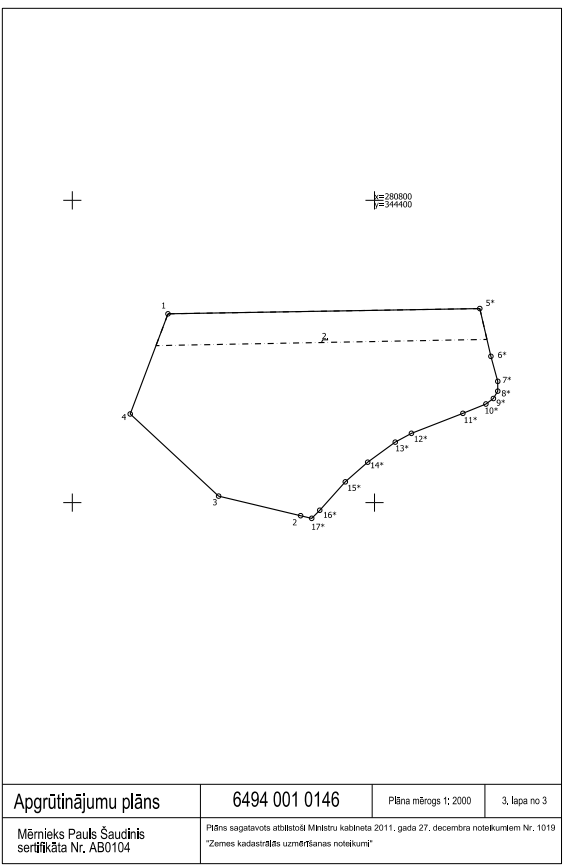 x=280800
y=344400
1
5*
2
6*
7*
8*
9*
10*
11*
4
12*
13*
14*
15*
3
16*
2
17*
Apgrūtinājumu plāns
6494 001 0146
Plāna mērogs 1: 2000
3. lapa no 3
Mērnieks Pauls Šaudinis
sertifikāta Nr. AB0104
Plāns sagatavots atbilstoši Ministru kabineta 2011. gada 27. decembra noteikumiem Nr. 1019
"Zemes kadastrālās uzmērīšanas noteikumi"